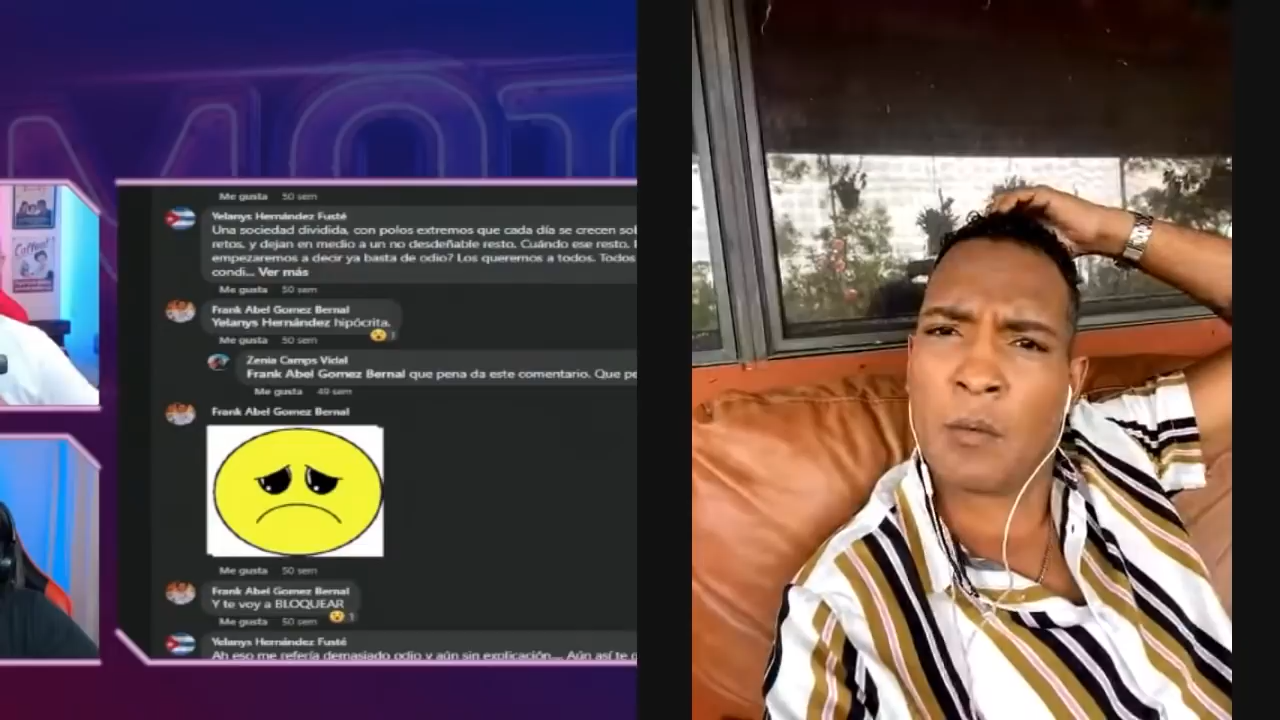 MOT
Coffee!
Me gusta 50 sem
Yelanys Hernández Fusté
Una sociedad dividida, con polos extremos que cada día se creen
retos, y dejan en medio a un no desdeñable resto. Cuándo ese resto.
empezaremos a decir ya basta de odio? Los queremos a todos. Todos
condi... Ver más
Me gusta 50 sem
Frank Abel Gomez Bernal
Yelanys Hernández hipócrita.
1
Me gusta 50 sem
Zenia Camps Vidal
Frank Abel Gomez Bernal que pena da este comentario. Que
Me gusta 49 sem
Frank Abel Gomez Bernal
Me gusta 50 sem
Frank Abel Gomez Bernal
Y te voy a BLOQUEAR
1
Me gusta 50 sem
Yelanys Hernández Fusté
Ah eso me refería demasiado odio y aún sin explicación.... Aún así te